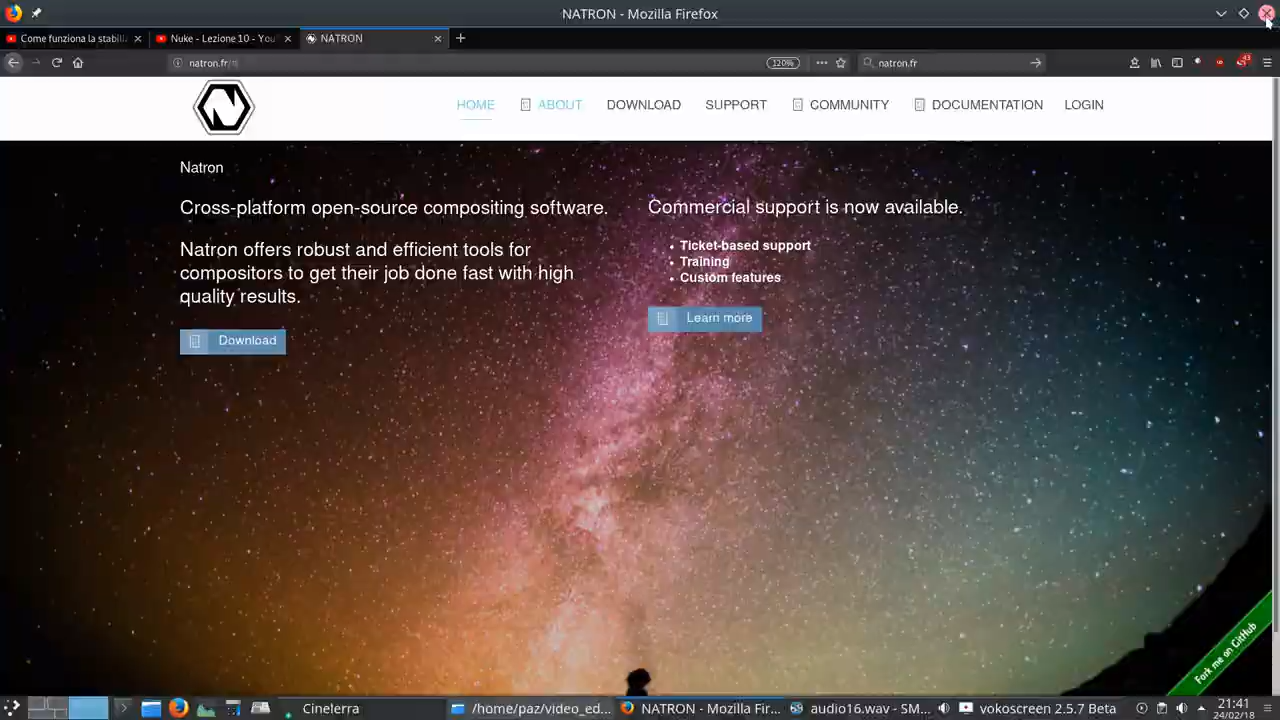 NATRON - Mozilla Firefox
Come funziona la stabili
Nuke - Lezione 10 - You
NATRON
natron.fr
120%
natron.fr
43
HOME
ABOUT
DOWNLOAD
SUPPORT
COMMUNITY
DOCUMENTATION
LOGIN
Natron
Cross-platform open-source compositing software.
Natron offers robust and efficient tools for
compositors to get their job done fast with high
quality results.
Download
Commercial support is now available.
Ticket-based support
Training
Custom features
Learn more
Fork me on GitHub
Cinelerra
/home/paz/video_ed...
NATRON - Mozilla Fir...
audio16.wav - SM...
vokoscreen 2.5.7 Beta
21:41
24/02/18